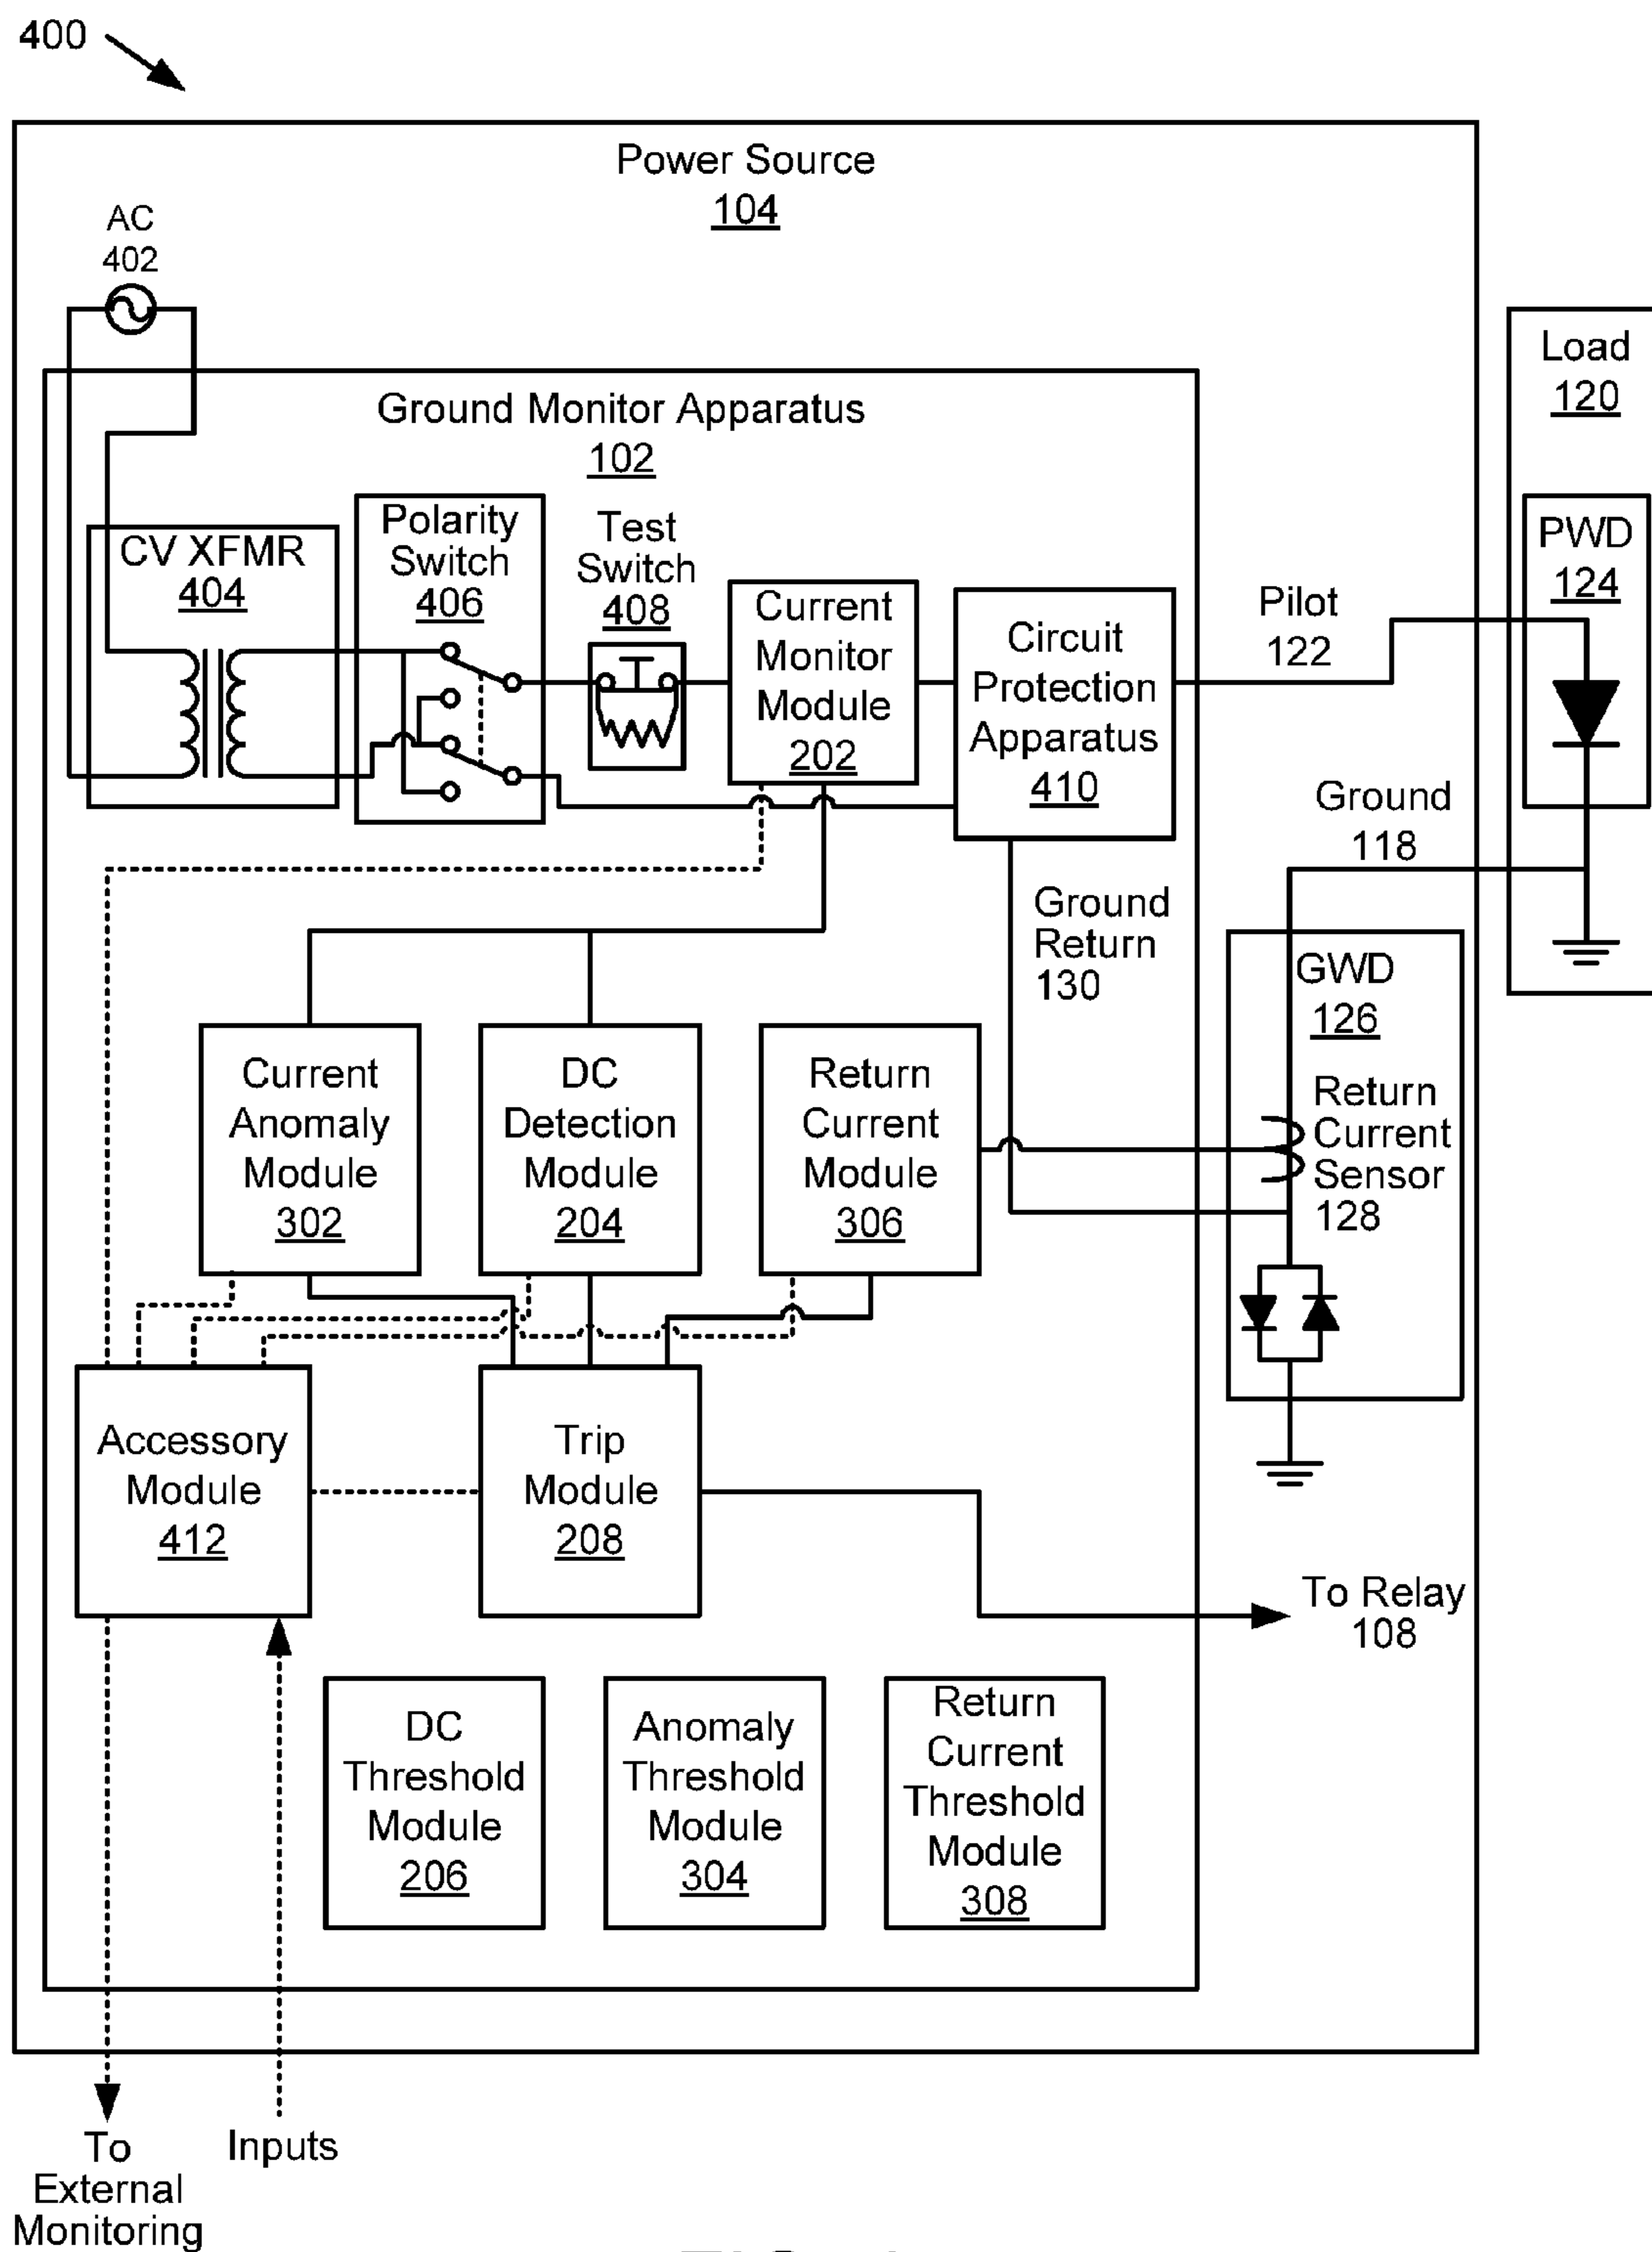 400
Power Source
104
AC
402
Ground Monitor Apparatus
102
CV XFMR
404
Polarity
Switch
406
Test
Switch
408
Current
Monitor
Module
202
Circuit
Protection
Apparatus
410
Pilot
122
Load
120
PWD
124
Ground
118
Ground
Return
130
GWD
126
Return
Current
Sensor
128
Current
Anomaly
Module
302
DC
Detection
Module
204
Return
Current
Module
306
Accessory
Module
412
Trip
Module
208
To Relay
108
DC
Threshold
Module
206
Anomaly
Threshold
Module
304
Return
Current
Threshold
Module
308
To
External
Monitoring
Inputs